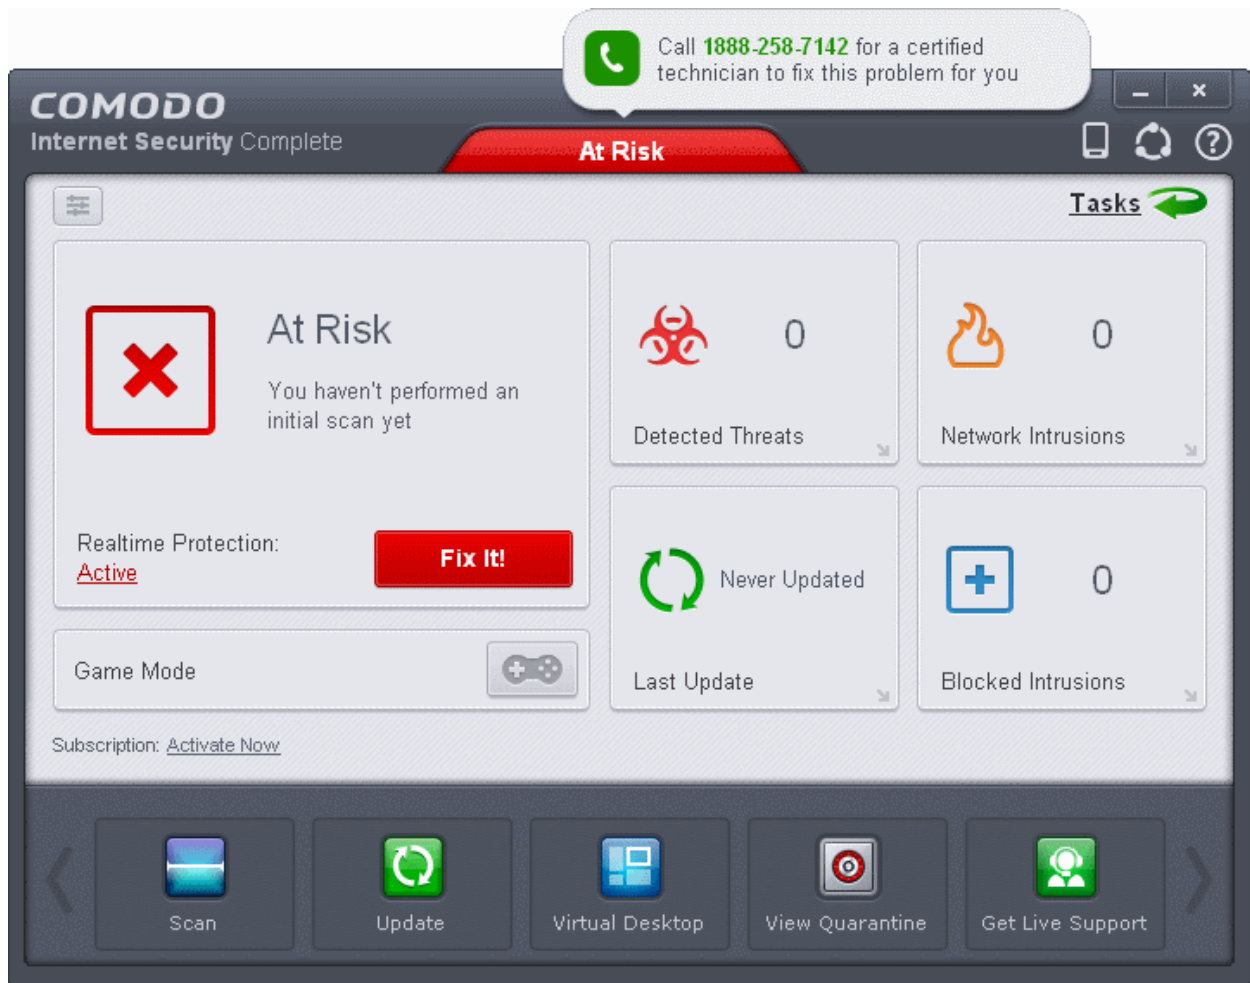 Call 1888-258-7142 for a certified
technician to fix this problem for you
COMODO
Internet Security Complete
At Risk
Tasks
At Risk
You haven't performed an
initial scan yet
Realtime Protection:
Active
Fix It!
0
Detected Threats
0
Network Intrusions
Never Updated
Last Update
0
Blocked Intrusions
Game Mode
Subscription: Activate Now
Scan
Update
Virtual Desktop
View Quarantine
Get Live Support